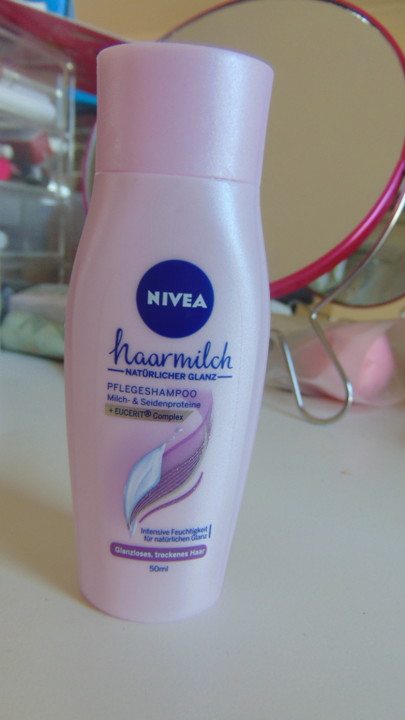 NIVEA
haarmilch
NATÜRLICHER GLANZ
PFLEGESHAMPOO
Milch- & Seidenproteine
+ EUCERIT® Complex
Intensive Feuchtigkeit
für natürlichen Glanz
Glanzloses, trockenes Haar
50ml